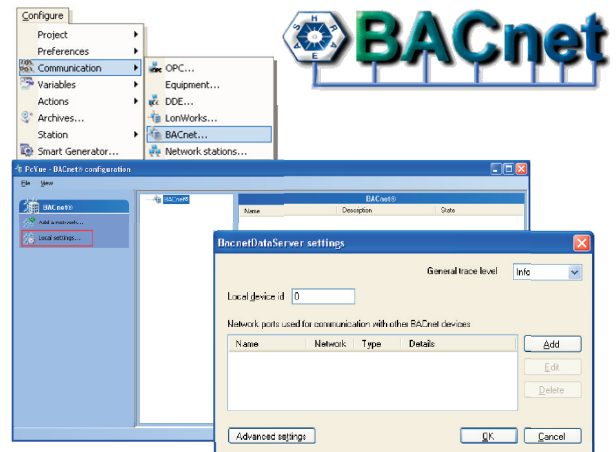 Configure
Project
Preferences
Communication
Variables
Actions
Archives...
Station
Smart Generator...
OPC...
Equipment...
DDE...
LonWorks...
BACnet...
Network stations...
ASHRAE
BACnet
PcVue - BACnet® configuration
File View
BACnet®
Add a network...
Local settings...
BACnet®
BACnet®
Name Description State
BacnetDataServer settings
General trace level Info
Local device id 0
Network ports used for communication with other BACnet devices
Name Network Type Details
Add
Edit
Delete
Advanced settings OK Cancel